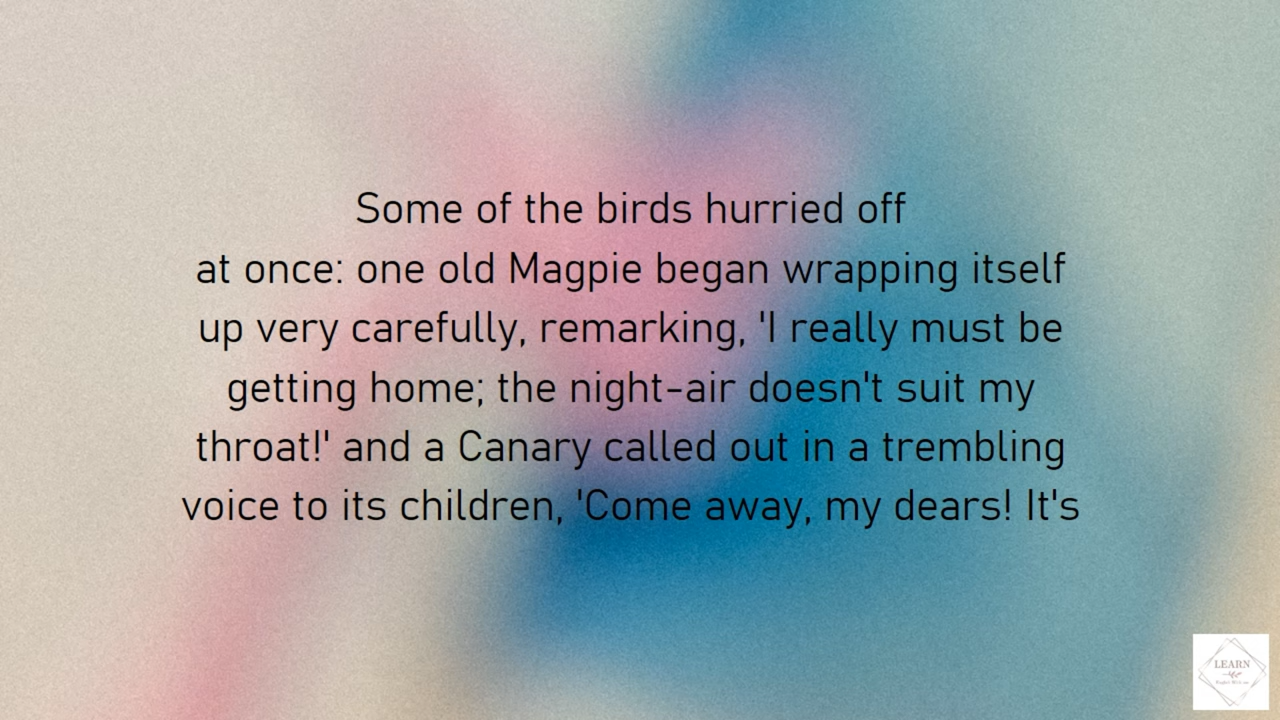 Some of the birds hurried off
at once: one old Magpie began wrapping itself
up very carefully, remarking, 'I really must be
getting home; the night-air doesn't suit my
throat!' and a Canary called out in a trembling
voice to its children, 'Come away, my dears! It's
LEARN